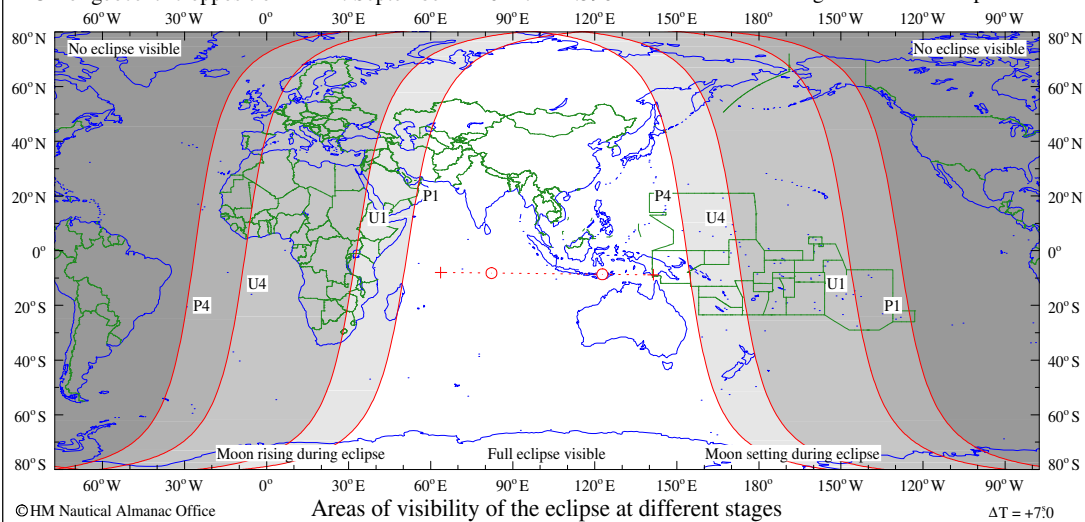 60° W 30° W 0° 30° E 60° E 90° E 120° E 150° E 180° W 150° W 120° W 90° W
80° N No eclipse visible No eclipse visible 80° N
60° N 60° N
40° N 40° N
20° N P1 P4 20° N
U1 U4
0° 0°
U4 U1
20° S P4 P1 20° S
40° S 40° S
60° S 60° S
80° S Moon rising during eclipse Full eclipse visible Moon setting during eclipse 80° S
60° W 30° W 0° 30° E 60° E 90° E 120° E 150° E 180° W 150° W 120° W 90° W
©HM Nautical Almanac Office Areas of visibility of the eclipse at different stages ΔT = +7.ˢ0